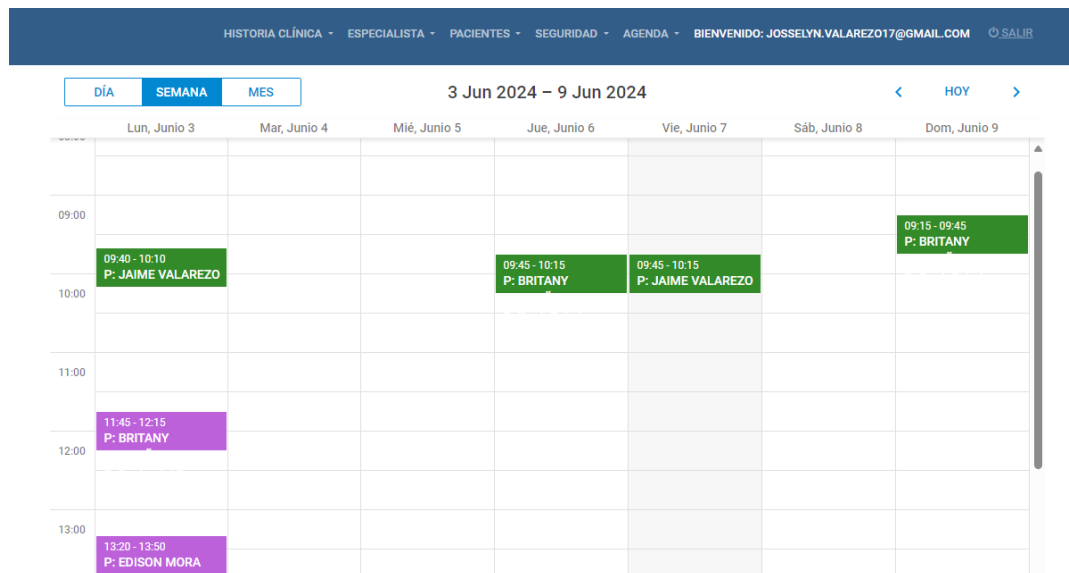 HISTORIA CLÍNICA ESPECIALISTA PACIENTES SEGURIDAD AGENDA BIENVENIDO: JOSSELYN.VALAREZO17@GMAIL.COM SALIR
DÍA SEMANA MES 3 Jun 2024 – 9 Jun 2024 HOY
Lun, Junio 3 Mar, Junio 4 Mié, Junio 5 Jue, Junio 6 Vie, Junio 7 Sáb, Junio 8 Dom, Junio 9
09:00
09:15 - 09:45
P: BRITANY
09:40 - 10:10
P: JAIME VALAREZO
09:45 - 10:15
P: BRITANY
09:45 - 10:15
P: JAIME VALAREZO
10:00
11:00
11:45 - 12:15
P: BRITANY
12:00
13:00
13:20 - 13:50
P: EDISON MORA